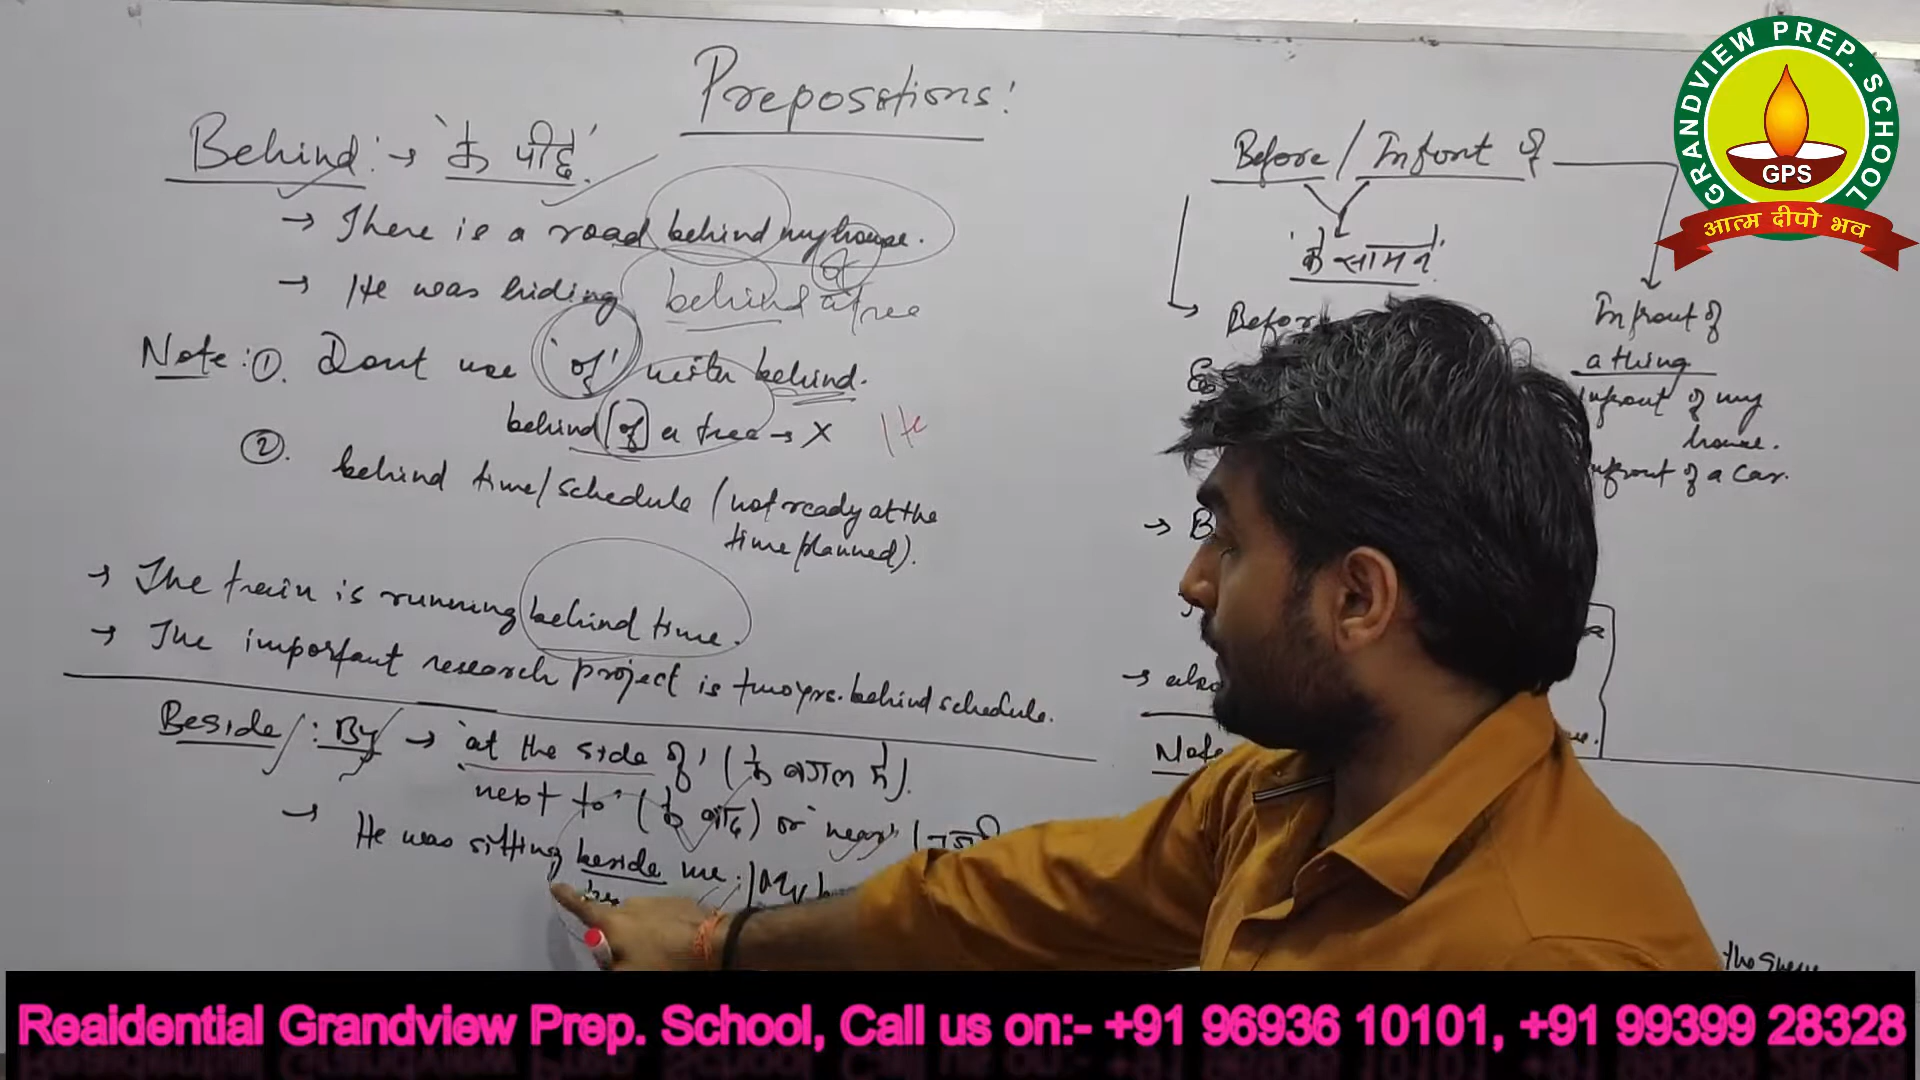 Prepositions:
Behind: → 'के पीछे'
→ There is a road behind my house.
of
→ He was hiding behind a tree
Note: ①. Dont use 'of' with behind.
behind [of] a tree → X
He
②. behind time/schedule (not ready at the
time planned).
→ The train is running behind time.
→ The important research project is two yrs. behind schedule.
Beside/: By → 'at the side of' (के बगल में).
next to' (के बाद) or near'
→ He was sitting beside me. / My
Before / Infront of
'के सामने'
Infront of
a thing
Infront of my
house.
Infront of a car.
→ also
Note
GRANDVIEW PREP. SCHOOL
GPS
आत्म दीपो भव
Reaidential Grandview Prep. School, Call us on:- +91 96936 10101, +91 99399 28328